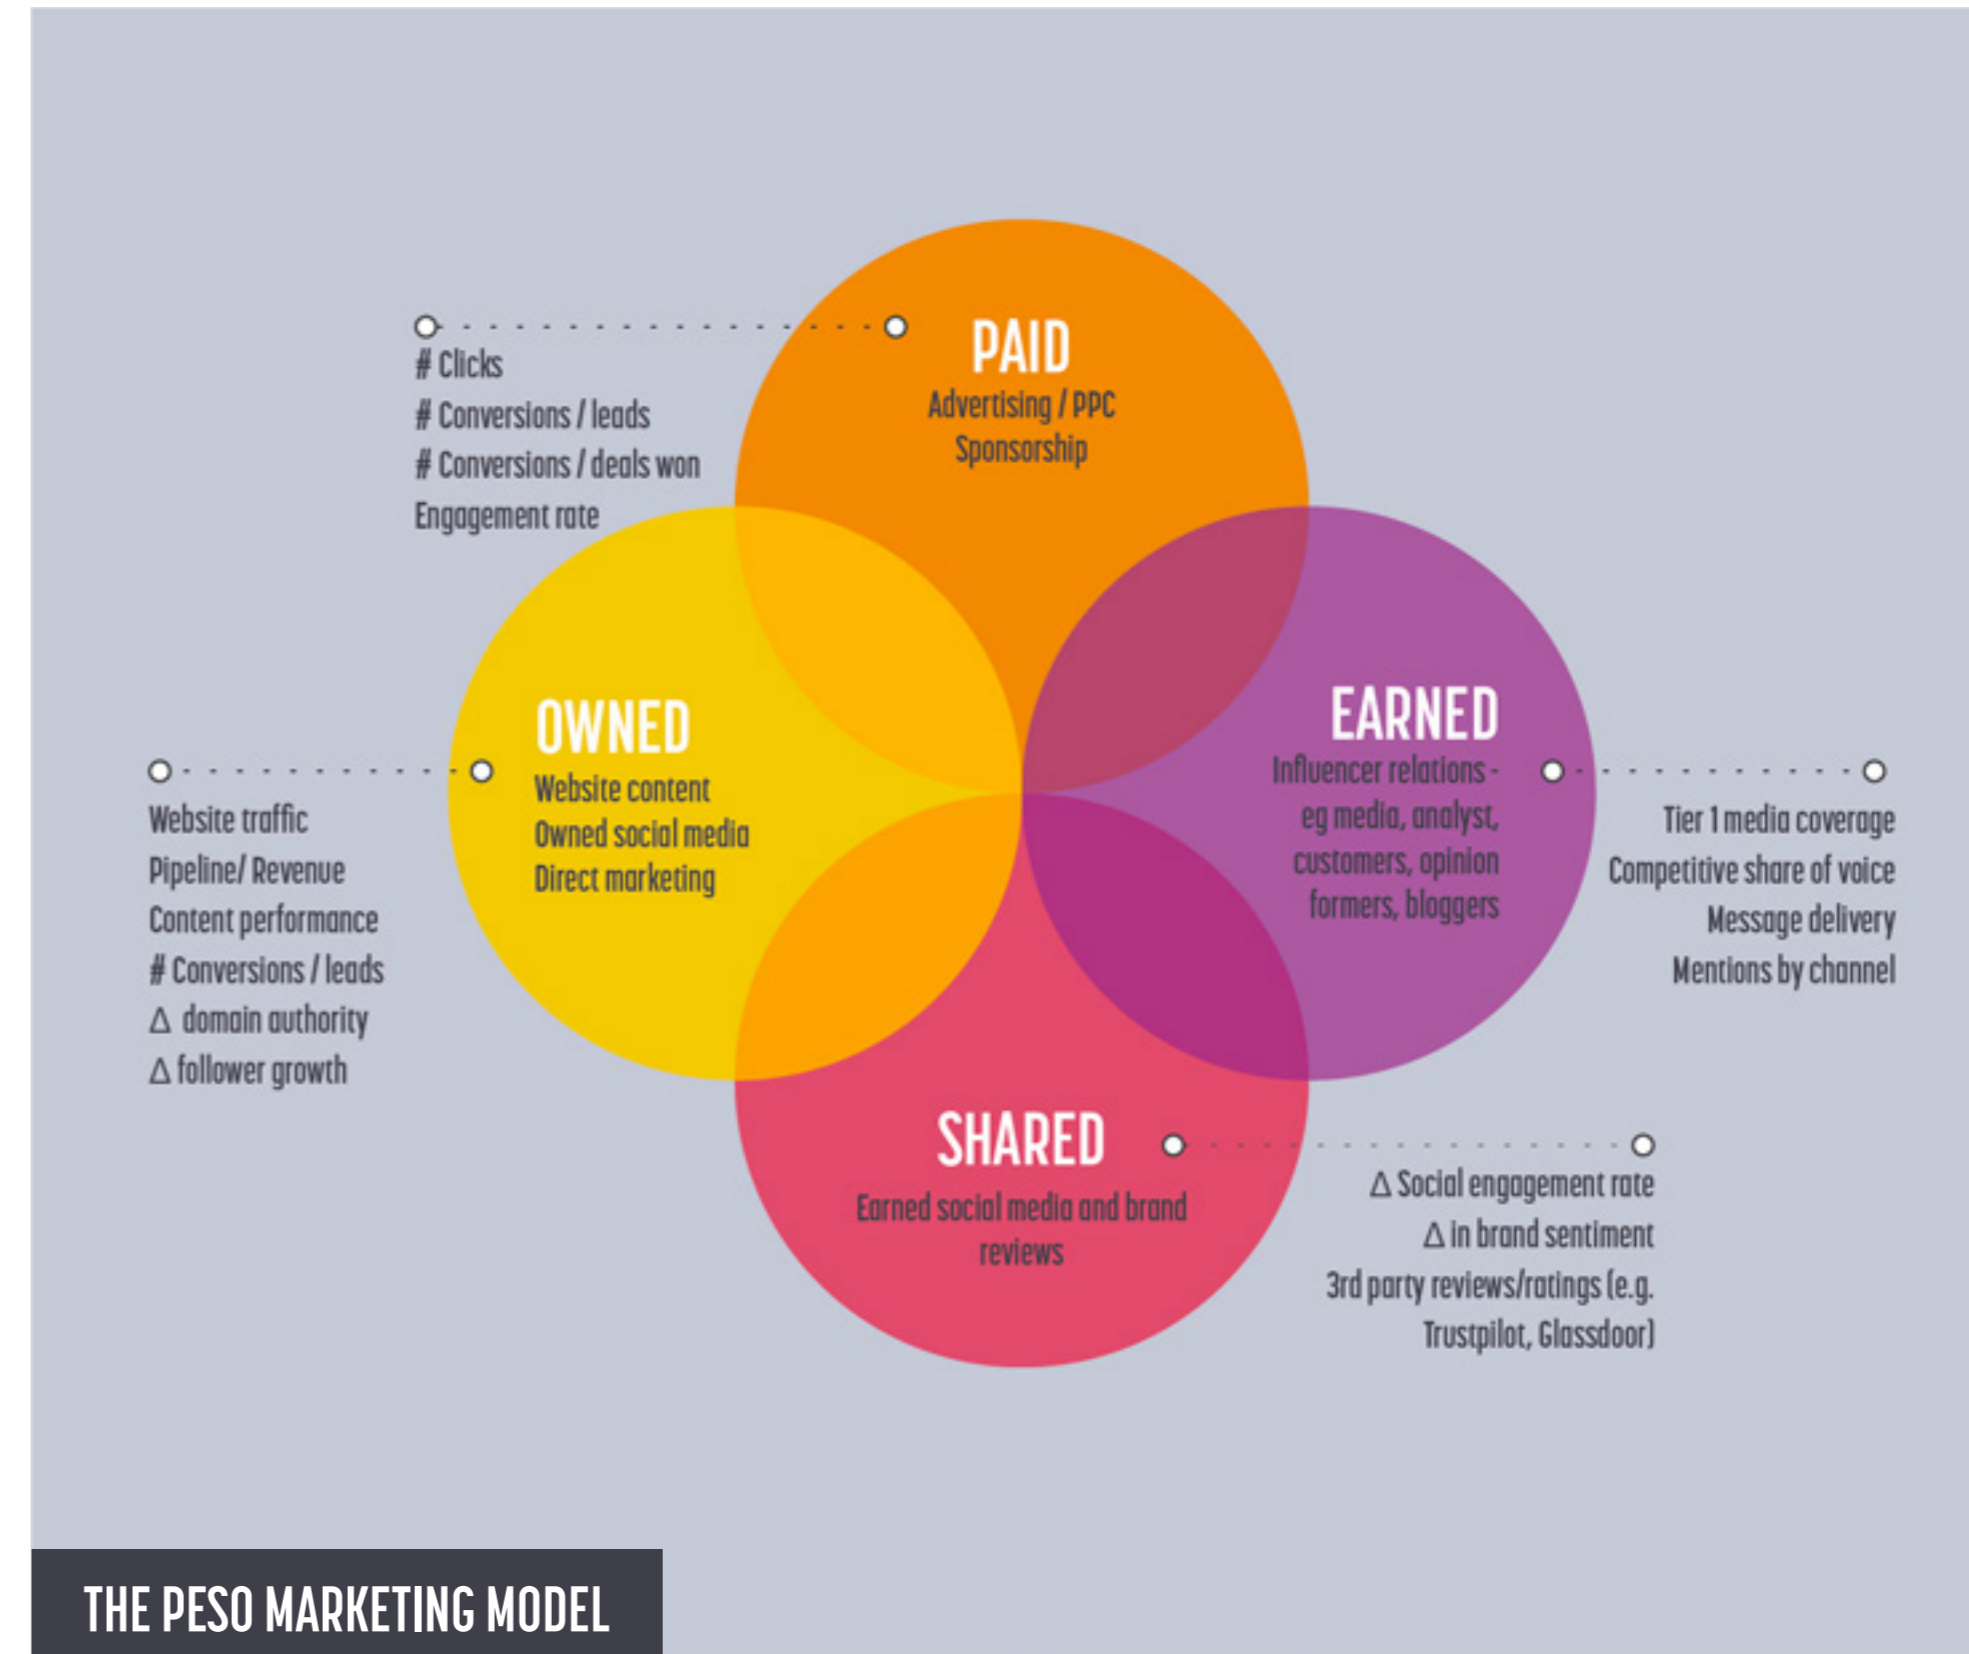 PAID
Advertising / PPC
Sponsorship
# Clicks
# Conversions / leads
# Conversions / deals won
Engagement rate
OWNED
Website content
Owned social media
Direct marketing
Website traffic
Pipeline/ Revenue
Content performance
# Conversions / leads
Δ domain authority
Δ follower growth
EARNED
Influencer relations -
eg media, analyst,
customers, opinion
formers, bloggers
Tier 1 media coverage
Competitive share of voice
Message delivery
Mentions by channel
SHARED
Earned social media and brand
reviews
Δ Social engagement rate
Δ in brand sentiment
3rd party reviews/ratings (e.g.
Trustpilot, Glassdoor)
THE PESO MARKETING MODEL